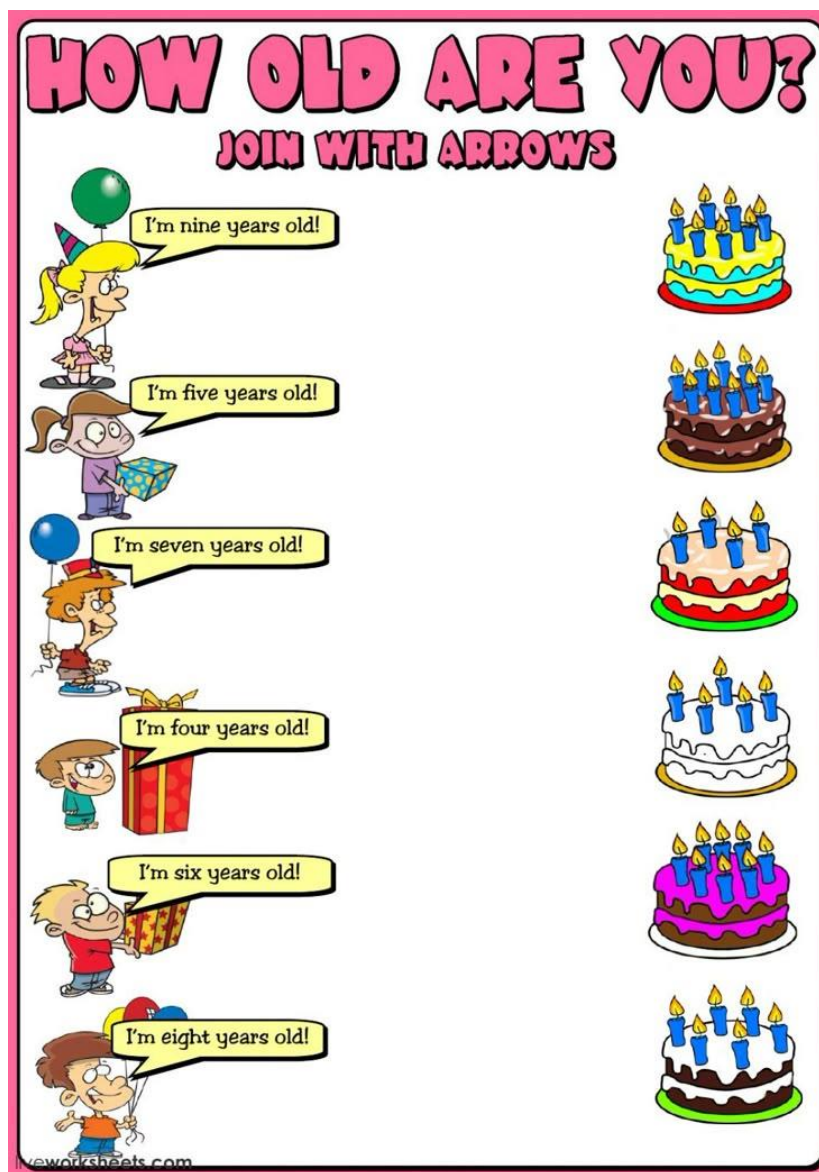 HOW OLD ARE YOU?
JOIN WITH ARROWS
I'm nine years old!
I'm five years old!
I'm seven years old!
I'm four years old!
I'm six years old!
I'm eight years old!
liveworksheets.com